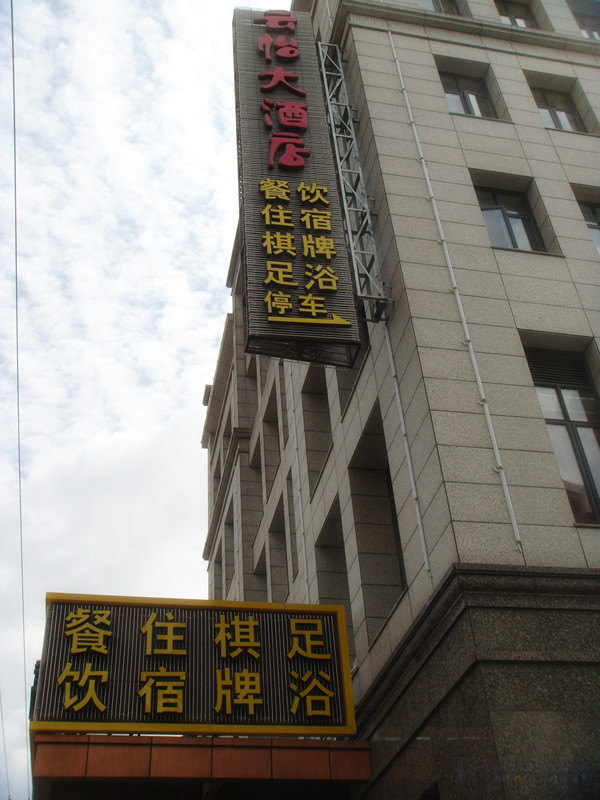 云怡大酒店
餐饮
住宿
棋牌
足浴
停车
餐 住 棋 足
饮 宿 牌 浴